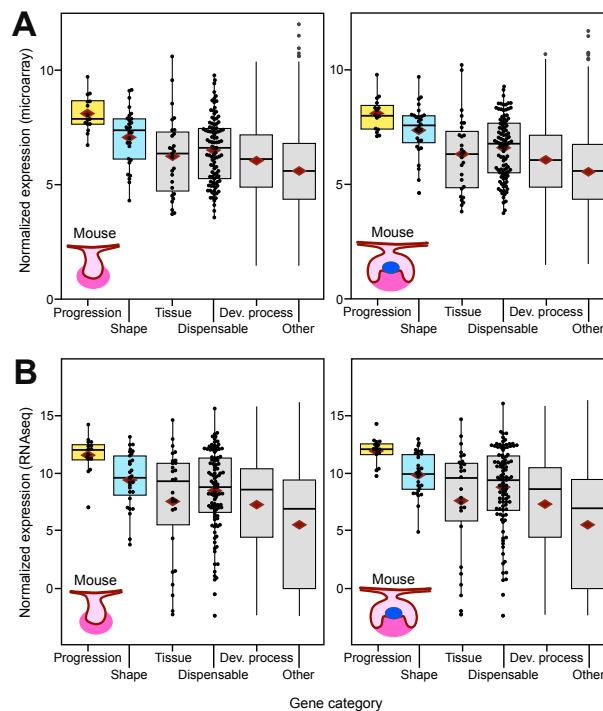 A
Normalized expression (microarray)
10
5
0
Mouse
Progression
Shape
Tissue
Dispensable
Dev. process
Other
10
5
0
Mouse
Progression
Shape
Tissue
Dispensable
Dev. process
Other
B
Normalized expression (RNAseq)
15
10
5
0
Mouse
Progression
Shape
Tissue
Dispensable
Dev. process
Other
15
10
5
0
Mouse
Progression
Shape
Tissue
Dispensable
Dev. process
Other
Gene category